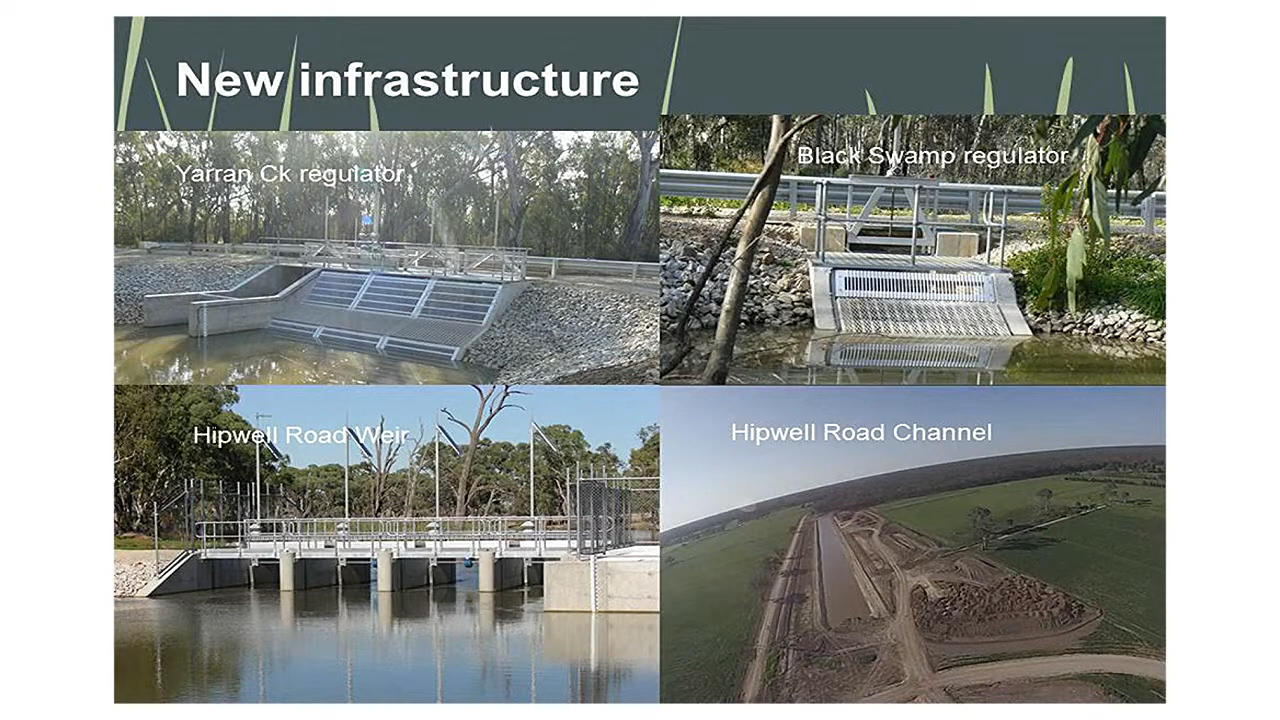 New infrastructure
Yarran Ck regulator
Black Swamp regulator
Hipwell Road Weir
Hipwell Road Channel